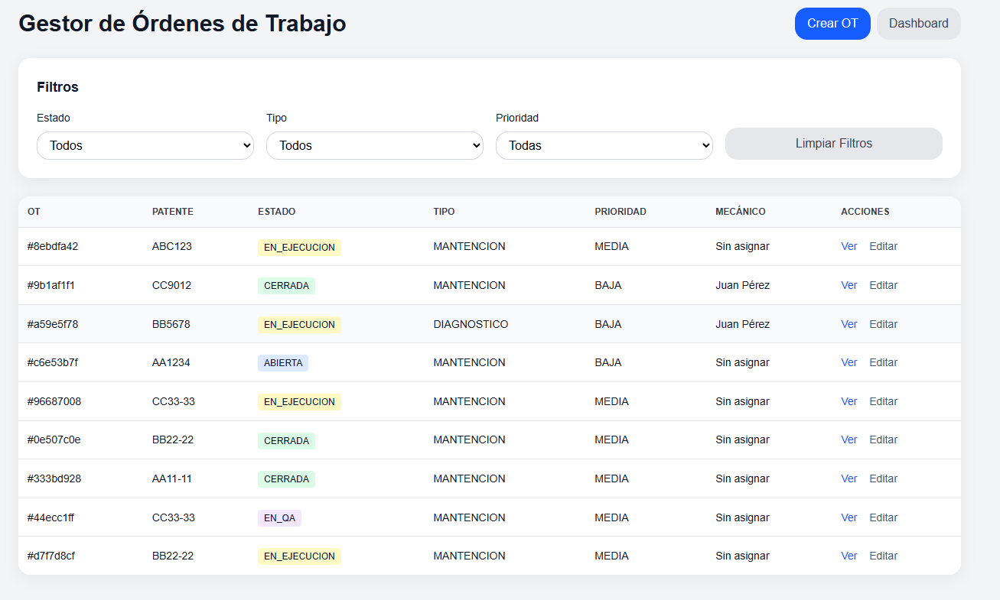 Gestor de Órdenes de Trabajo
Crear OT
Dashboard
Filtros
Estado Tipo Prioridad
Todos Todos Todas Limpiar Filtros
OT PATENTE ESTADO TIPO PRIORIDAD MECÁNICO ACCIONES
#8ebdfa42 ABC123 EN_EJECUCION MANTENCION MEDIA Sin asignar Ver Editar
#9b1af1f1 CC9012 CERRADA MANTENCION BAJA Juan Pérez Ver Editar
#a59e5f78 BB5678 EN_EJECUCION DIAGNOSTICO BAJA Juan Pérez Ver Editar
#c6e53b7f AA1234 ABIERTA MANTENCION BAJA Sin asignar Ver Editar
#96687008 CC33-33 EN_EJECUCION MANTENCION MEDIA Sin asignar Ver Editar
#0e507c0e BB22-22 CERRADA MANTENCION MEDIA Sin asignar Ver Editar
#333bd928 AA11-11 CERRADA MANTENCION MEDIA Sin asignar Ver Editar
#44ecc1ff CC33-33 EN_QA MANTENCION MEDIA Sin asignar Ver Editar
#d7f7d8cf BB22-22 EN_EJECUCION MANTENCION MEDIA Sin asignar Ver Editar